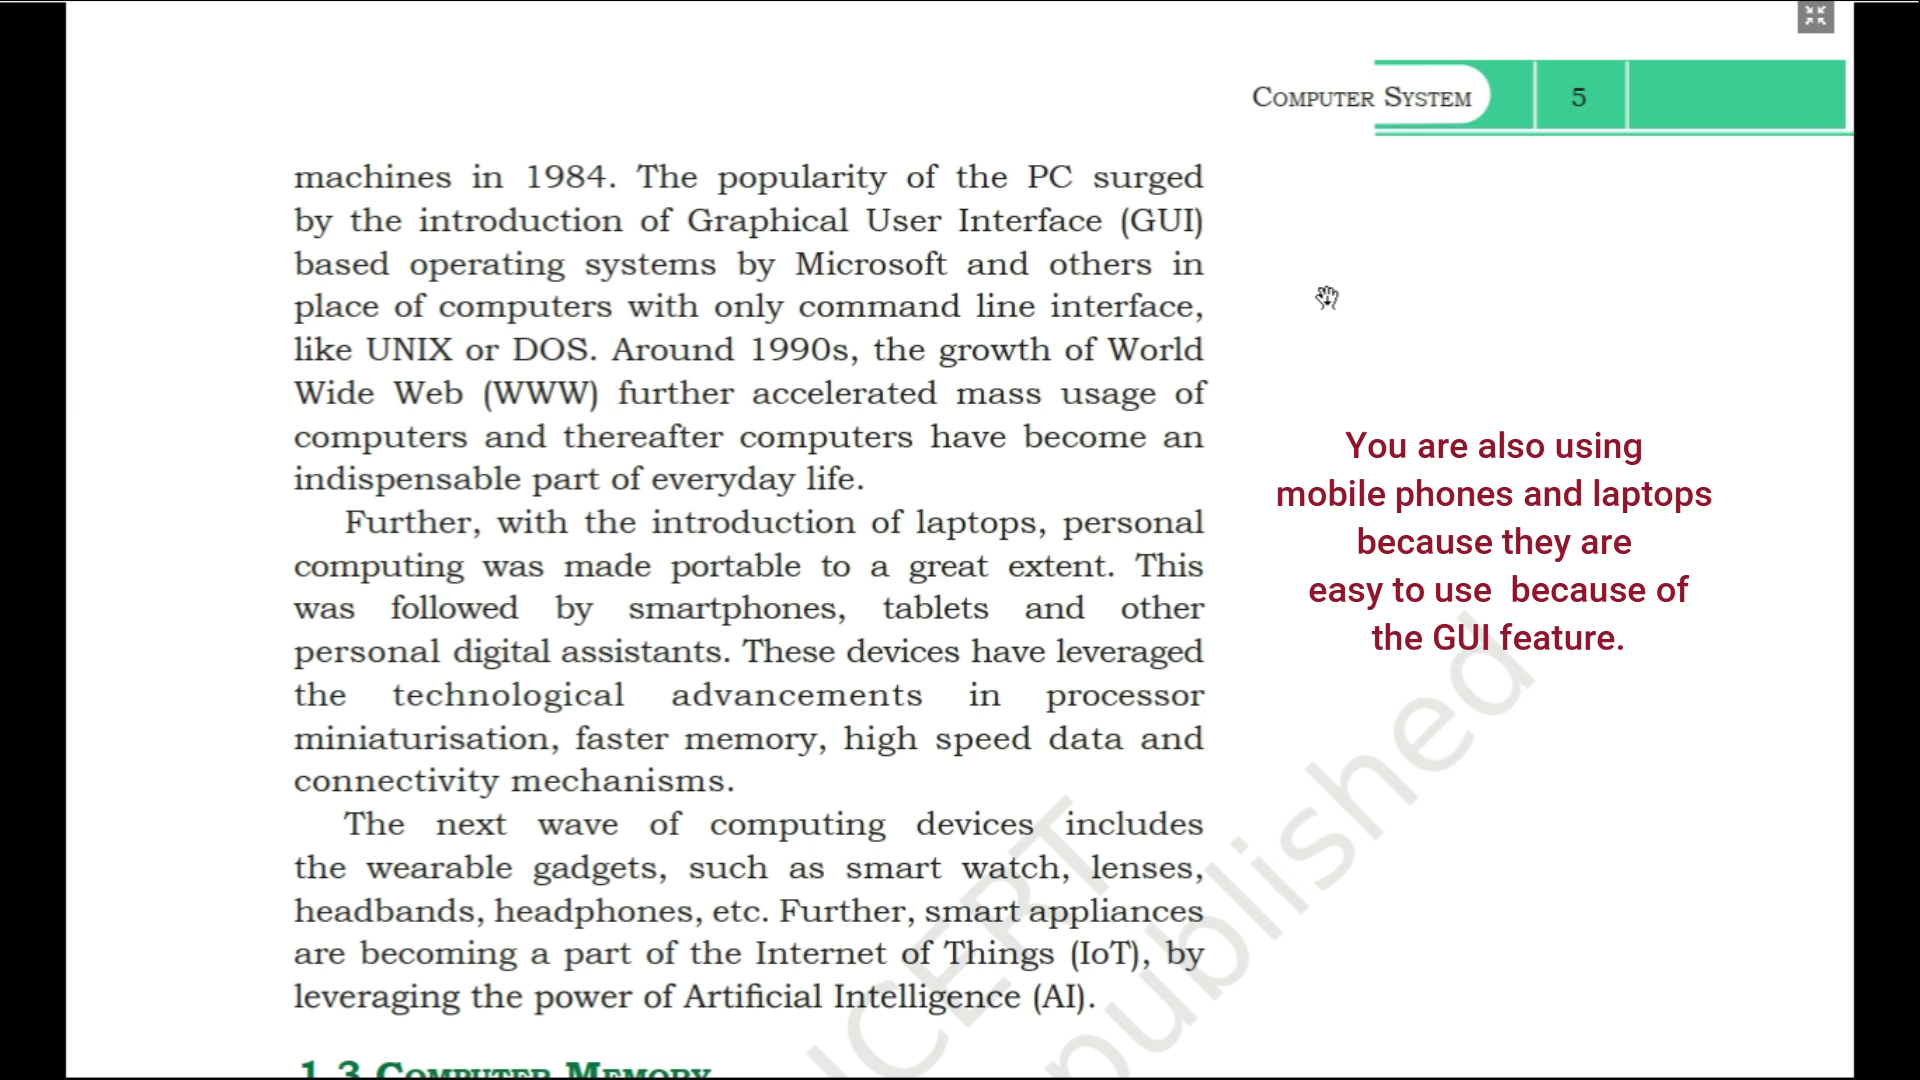 COMPUTER SYSTEM 5
machines in 1984. The popularity of the PC surged
by the introduction of Graphical User Interface (GUI)
based operating systems by Microsoft and others in
place of computers with only command line interface,
like UNIX or DOS. Around 1990s, the growth of World
Wide Web (WWW) further accelerated mass usage of
computers and thereafter computers have become an
indispensable part of everyday life.
Further, with the introduction of laptops, personal
computing was made portable to a great extent. This
was followed by smartphones, tablets and other
personal digital assistants. These devices have leveraged
the technological advancements in processor
miniaturisation, faster memory, high speed data and
connectivity mechanisms.
The next wave of computing devices includes
the wearable gadgets, such as smart watch, lenses,
headbands, headphones, etc. Further, smart appliances
are becoming a part of the Internet of Things (IoT), by
leveraging the power of Artificial Intelligence (AI).
1.3 COMPUTER MEMORY
You are also using
mobile phones and laptops
because they are
easy to use because of
the GUI feature.
NCERT
published